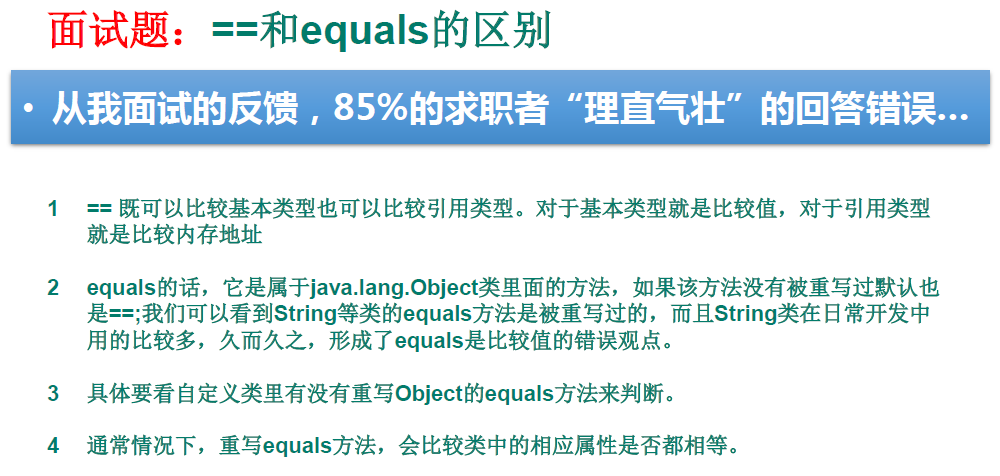 面试题：==和equals的区别
• 从我面试的反馈，85%的求职者“理直气壮”的回答错误...
1 == 既可以比较基本类型也可以比较引用类型。对于基本类型就是比较值，对于引用类型
就是比较内存地址
2 equals的话，它是属于java.lang.Object类里面的方法，如果该方法没有被重写过默认也
是==;我们可以看到String等类的equals方法是被重写过的，而且String类在日常开发中
用的比较多，久而久之，形成了equals是比较值的错误观点。
3 具体要看自定义类里有没有重写Object的equals方法来判断。
4 通常情况下，重写equals方法，会比较类中的相应属性是否都相等。